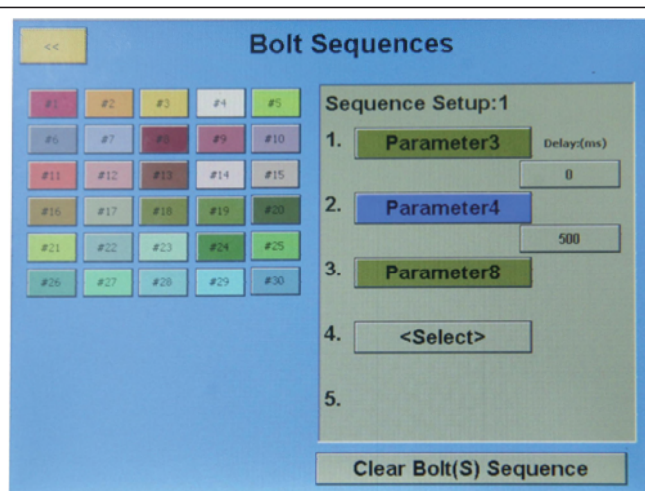 <<
Bolt Sequences
#1 #2 #3 #4 #5
#6 #7 #8 #9 #10
#11 #12 #13 #14 #15
#16 #17 #18 #19 #20
#21 #22 #23 #24 #25
#26 #27 #28 #29 #30
Sequence Setup:1
1. Parameter3 Delay:(ms)
0
2. Parameter4
500
3. Parameter8
4. <Select>
5.
Clear Bolt(S) Sequence